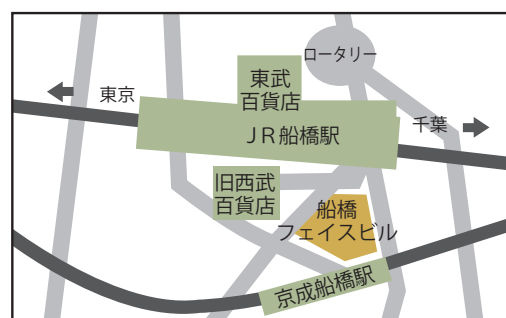 ロータリー
東武
百貨店
東京
千葉
JR船橋駅
旧西武
百貨店
船橋
フェイスビル
京成船橋駅